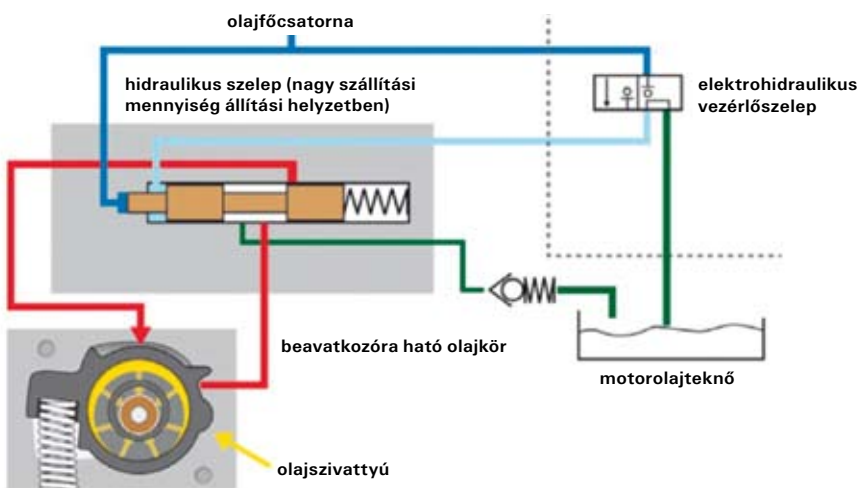 olajfőcsatorna
hidraulikus szelep (nagy szállítási
mennyiség állítási helyzetben)
elektrohidraulikus
vezérlőszelep
beavatkozóra ható olajkör
motorolajteknő
olajszivattyú